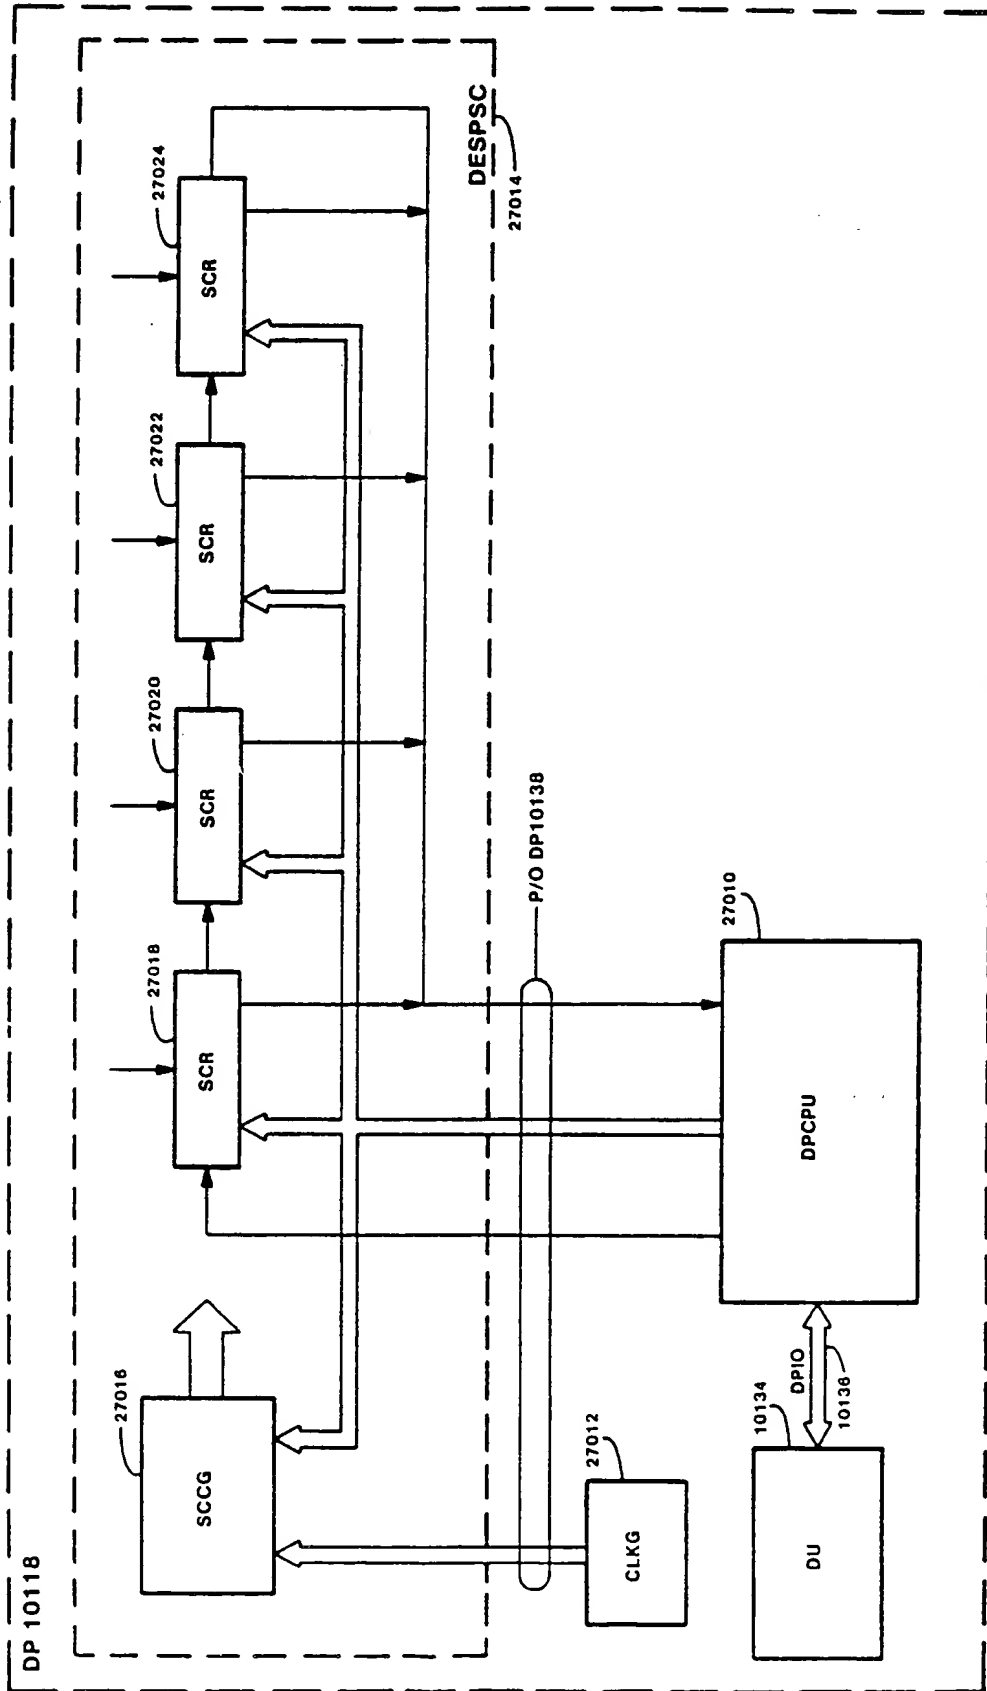 DP 10118
27016
SCCG
27018
SCR
27020
SCR
27022
SCR
27024
SCR
DESPSC
27014
P/O DP10138
27012
CLKG
10134
DU
DPIO
10136
27010
DPCPU